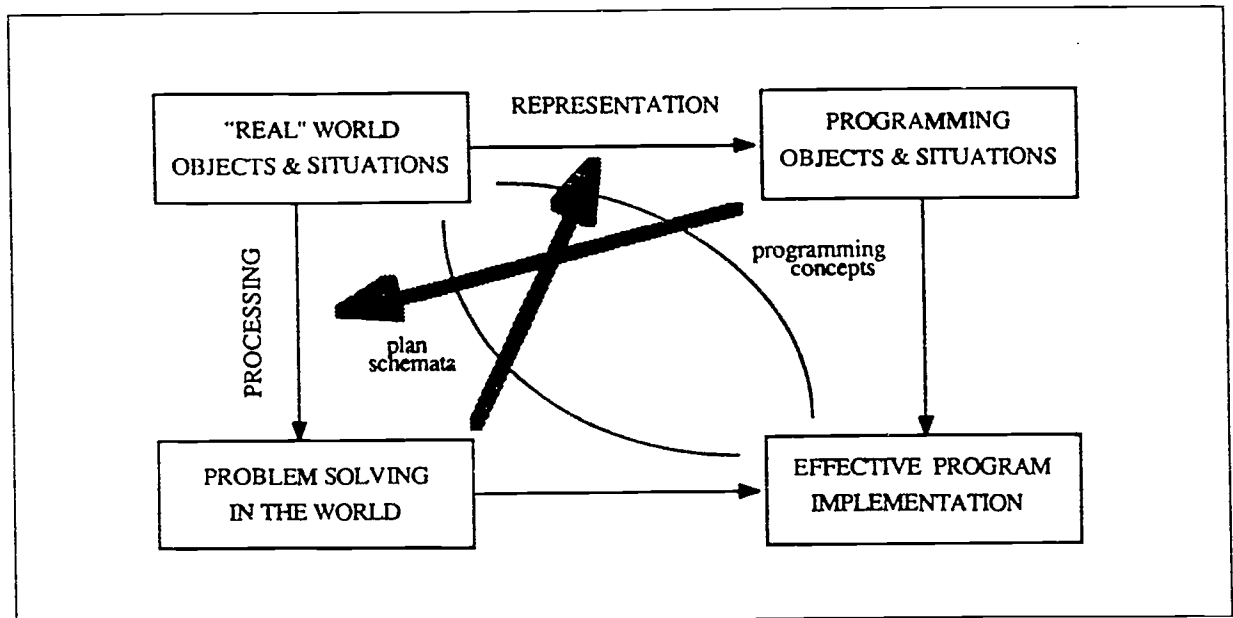 REPRESENTATION
"REAL" WORLD
OBJECTS & SITUATIONS
PROGRAMMING
OBJECTS & SITUATIONS
PROCESSING
programming
concepts
plan
schemata
PROBLEM SOLVING
IN THE WORLD
EFFECTIVE PROGRAM
IMPLEMENTATION